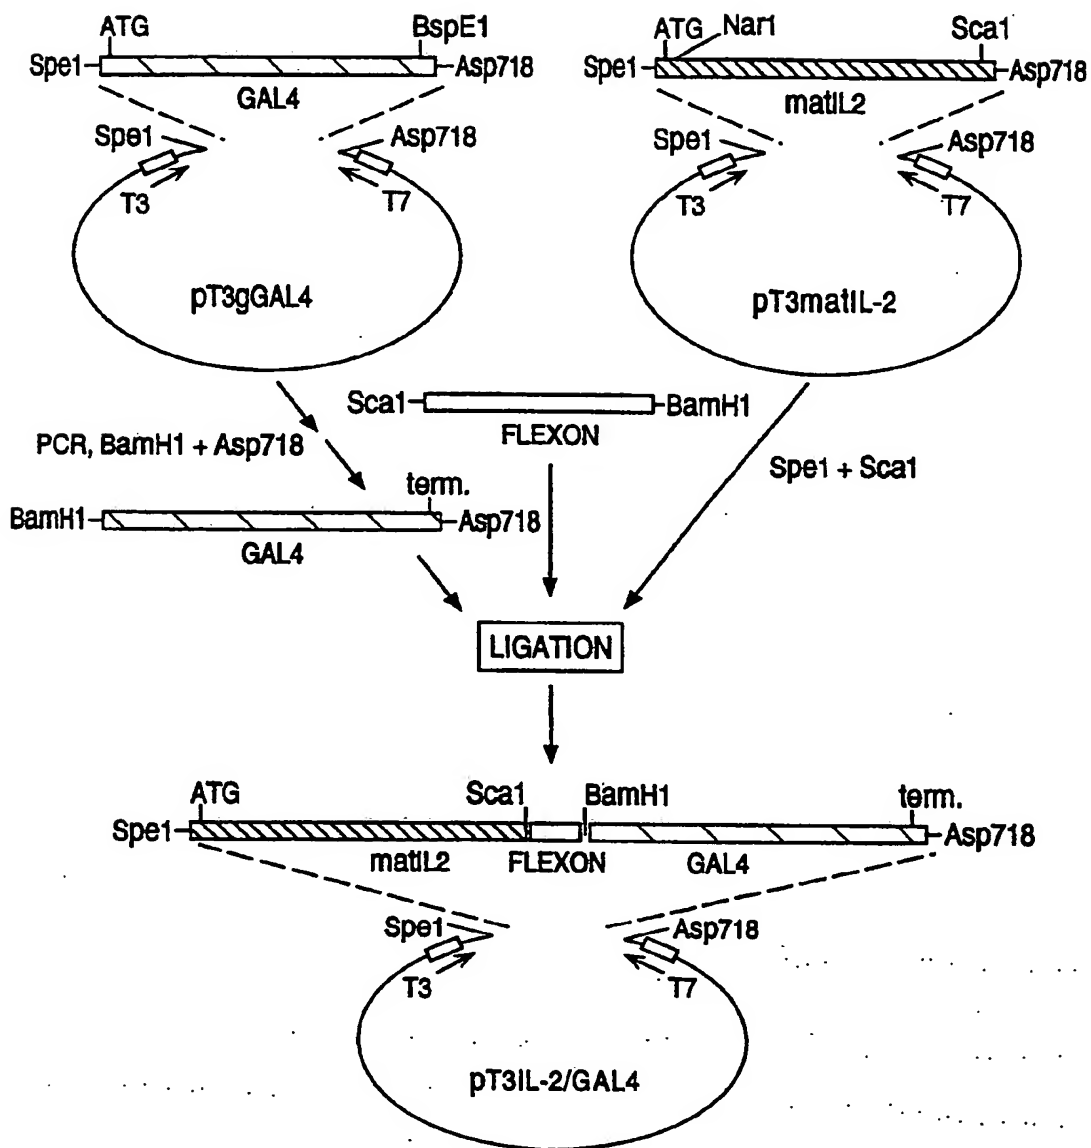 ATG
BspE1
Spe1
Asp718
GAL4
Spe1
Asp718
T3
T7
pT3gGAL4
ATG
Nar1
Sca1
Spe1
Asp718
matIL2
Spe1
Asp718
T3
T7
pT3matIL-2
Sca1
BamH1
FLEXON
PCR, BamH1 + Asp718
Spe1 + Sca1
term.
BamH1
Asp718
GAL4
LIGATION
ATG
Sca1
BamH1
term.
Spe1
Asp718
matIL2
FLEXON
GAL4
Spe1
Asp718
T3
T7
pT3IL-2/GAL4